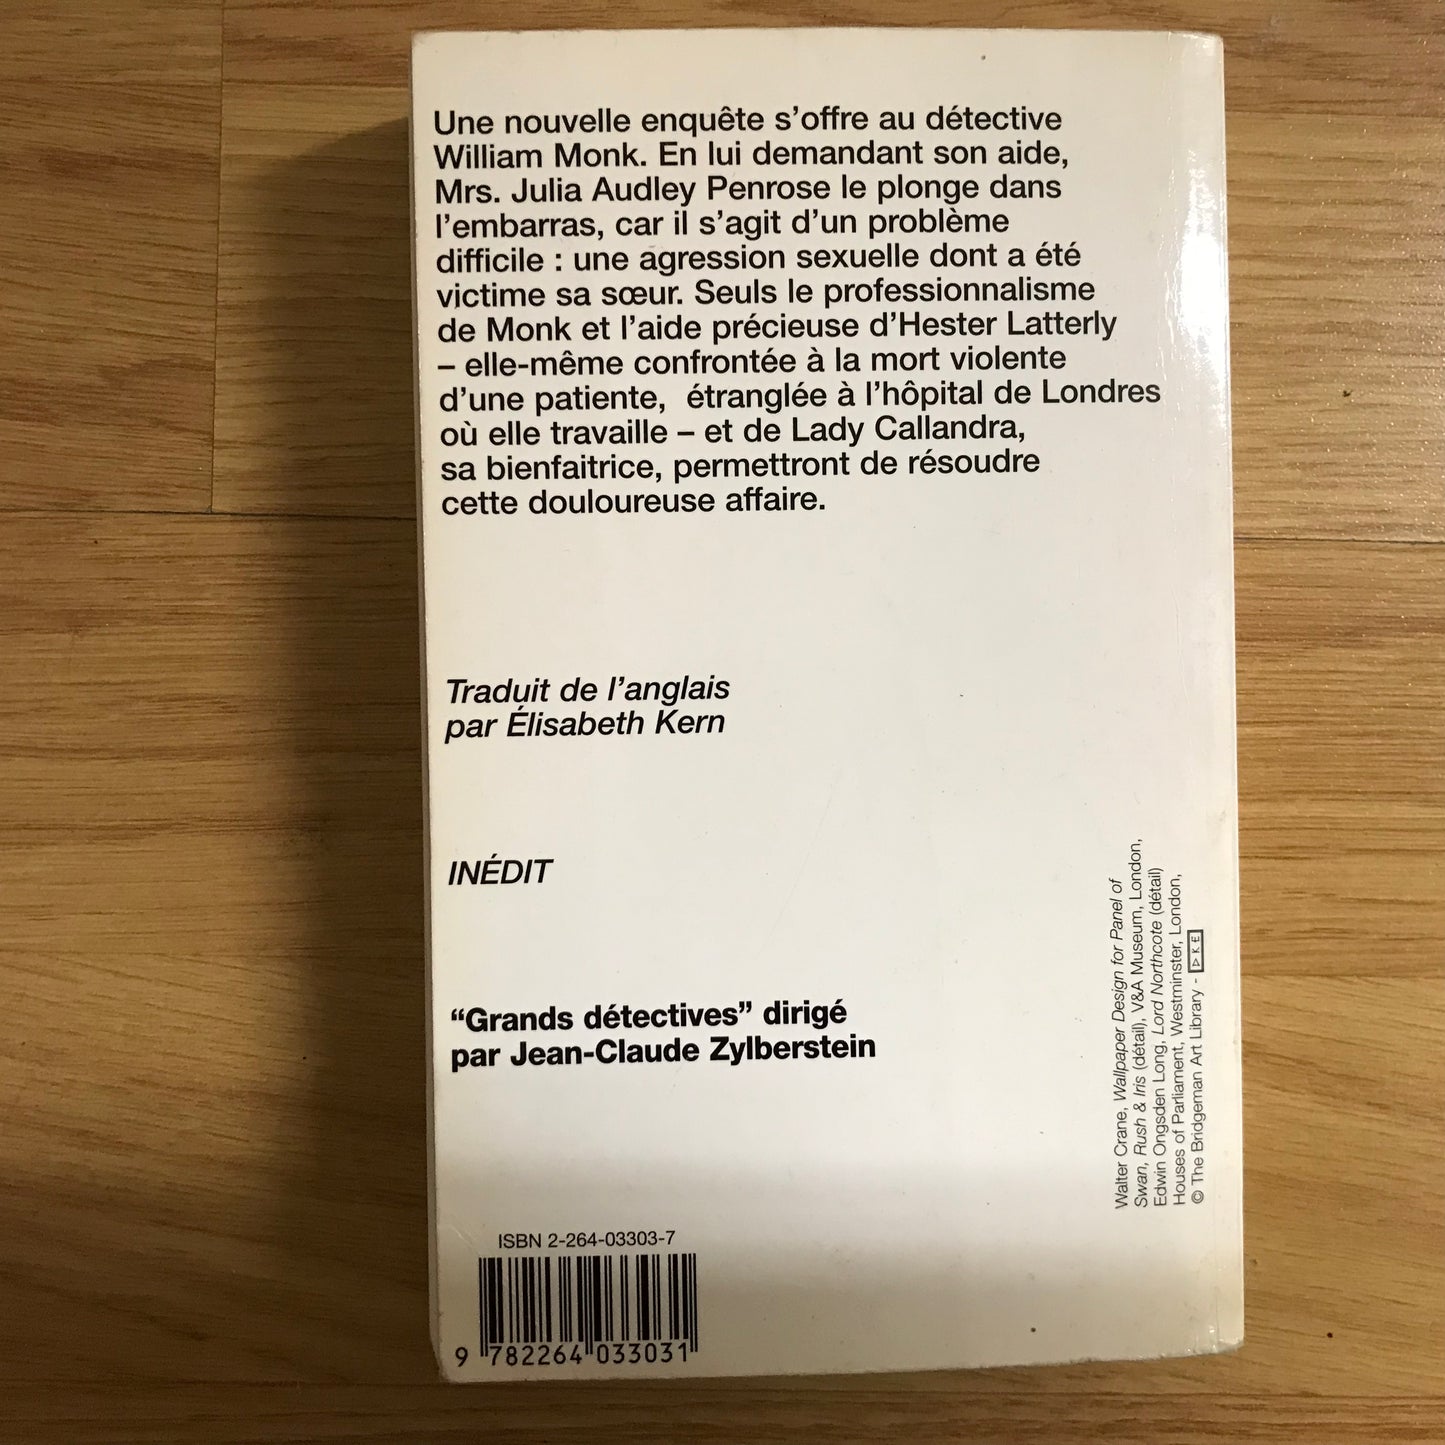 Une nouvelle enquête s'offre au détective
William Monk. En lui demandant son aide,
Mrs. Julia Audley Penrose le plonge dans
l'embarras, car il s'agit d'un problème
difficile : une agression sexuelle dont a été
victime sa sœur. Seuls le professionnalisme
de Monk et l'aide précieuse d'Hester Latterly
– elle-même confrontée à la mort violente
d'une patiente, étranglée à l'hôpital de Londres
où elle travaille – et de Lady Callandra,
sa bienfaitrice, permettront de résoudre
cette douloureuse affaire.
Traduit de l'anglais
par Élisabeth Kern
INÉDIT
“Grands détectives” dirigé
par Jean-Claude Zylberstein
Walter Crane, Wallpaper Design for Panel of
Swan, Rush & Iris (détail), V&A Museum, London,
Edwin Ongsden Long, Lord Northcote (détail)
Houses of Parliament, Westminster, London,
© The Bridgeman Art Library -
ISBN 2-264-03303-7
9 782264 033031